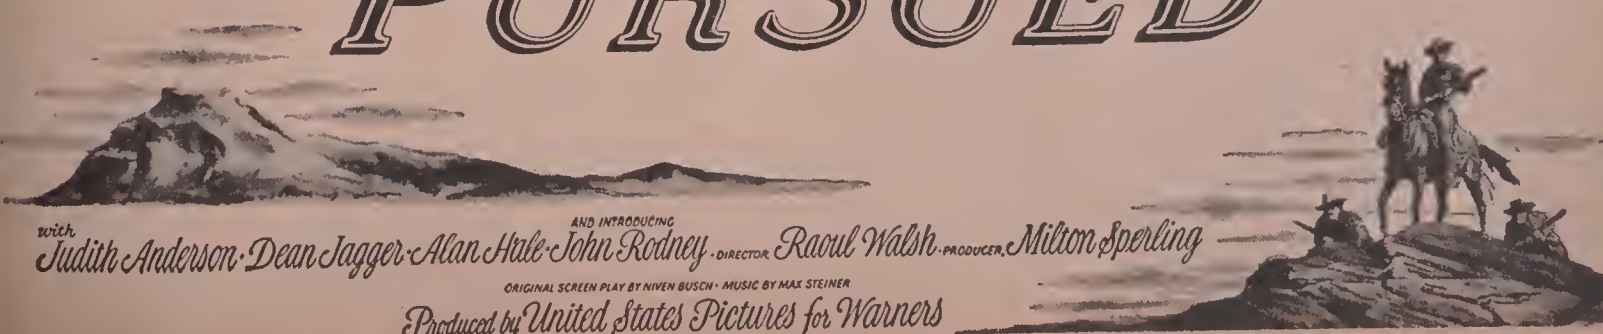 PURSUED
with
AND INTRODUCING
Judith Anderson · Dean Jagger · Alan Hale · John Rodney · DIRECTOR Raoul Walsh · PRODUCER, Milton Sperling
ORIGINAL SCREEN PLAY BY NIVEN BUSCH · MUSIC BY MAX STEINER
Produced by United States Pictures for Warners